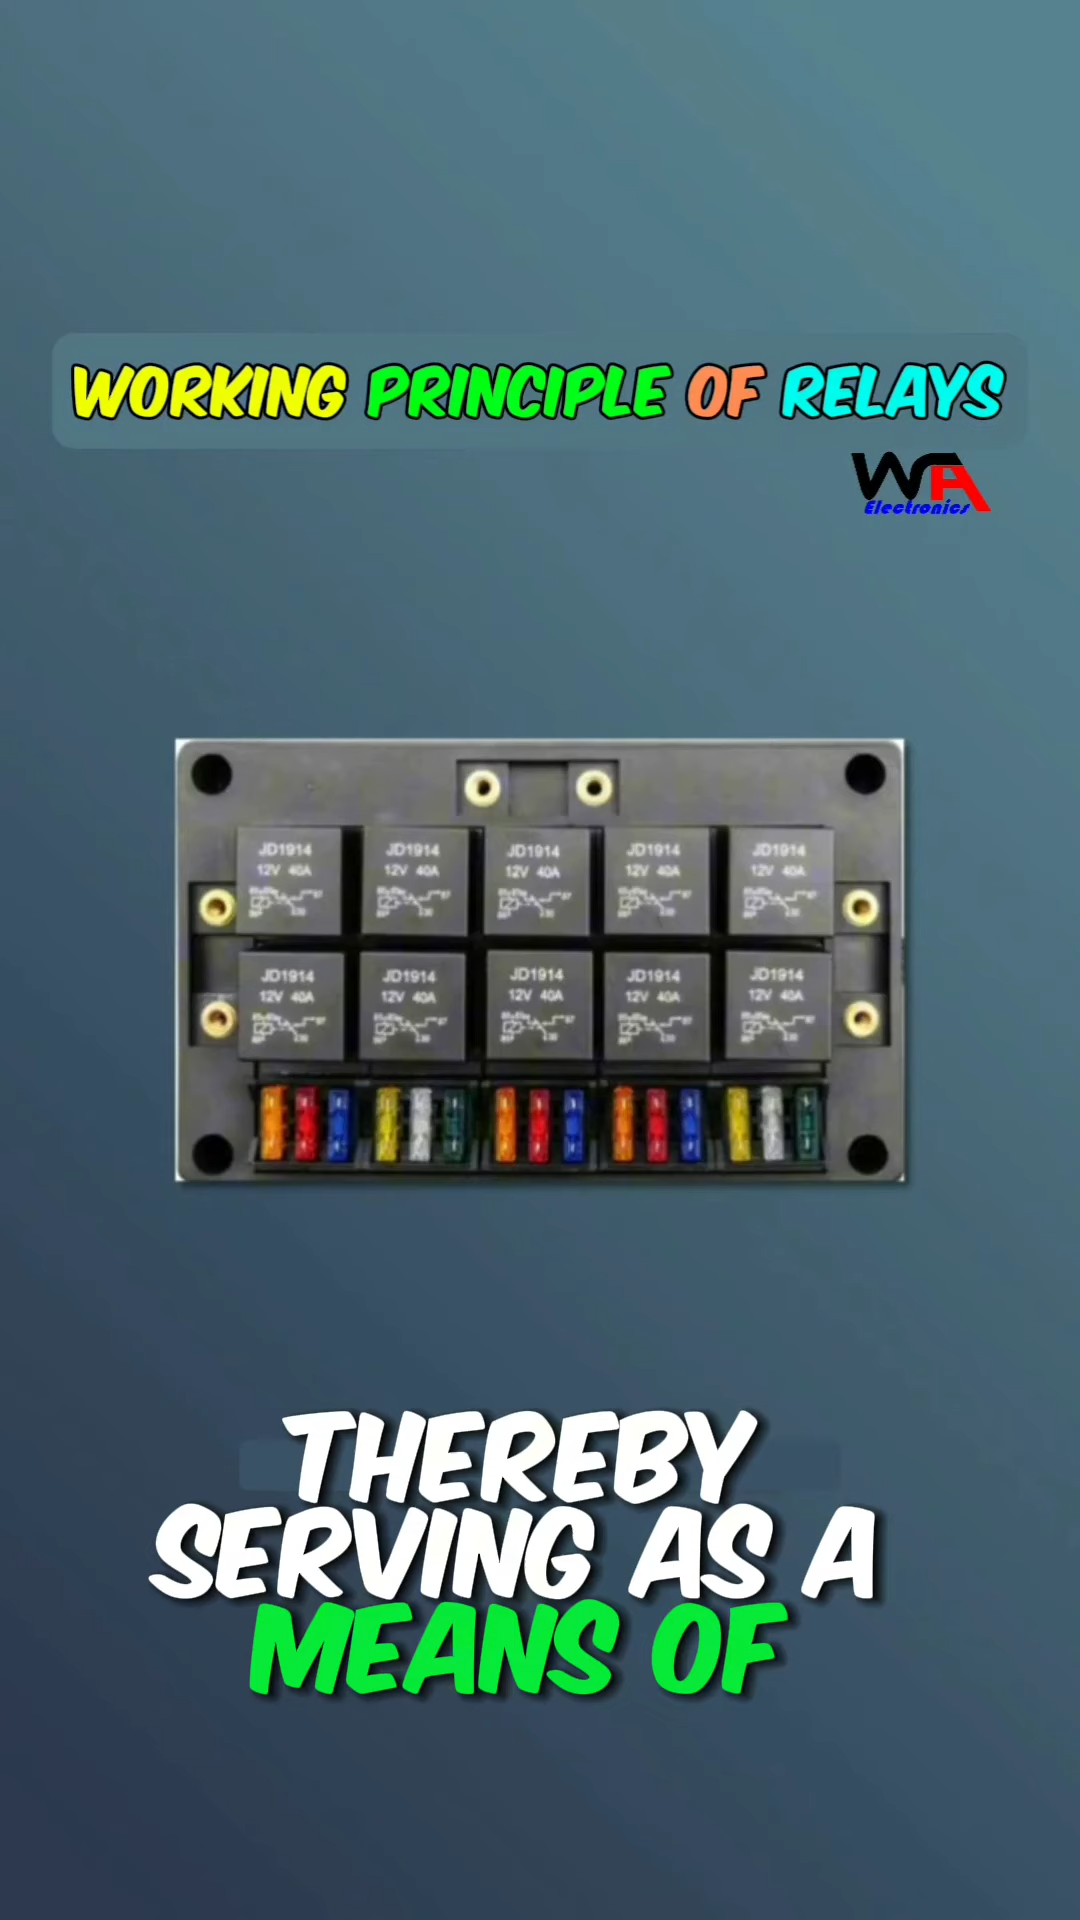 WORKING PRINCIPLE OF RELAYS
WA
Electronics
JD1914 JD1914 JD1914 JD1914 JD1914
12V 40A 12V 40A 12V 40A 12V 40A 12V 40A
JD1914 JD1914 JD1914 JD1914 JD1914
12V 40A 12V 40A 12V 40A 12V 40A 12V 40A
THEREBY
SERVING AS A
MEANS OF